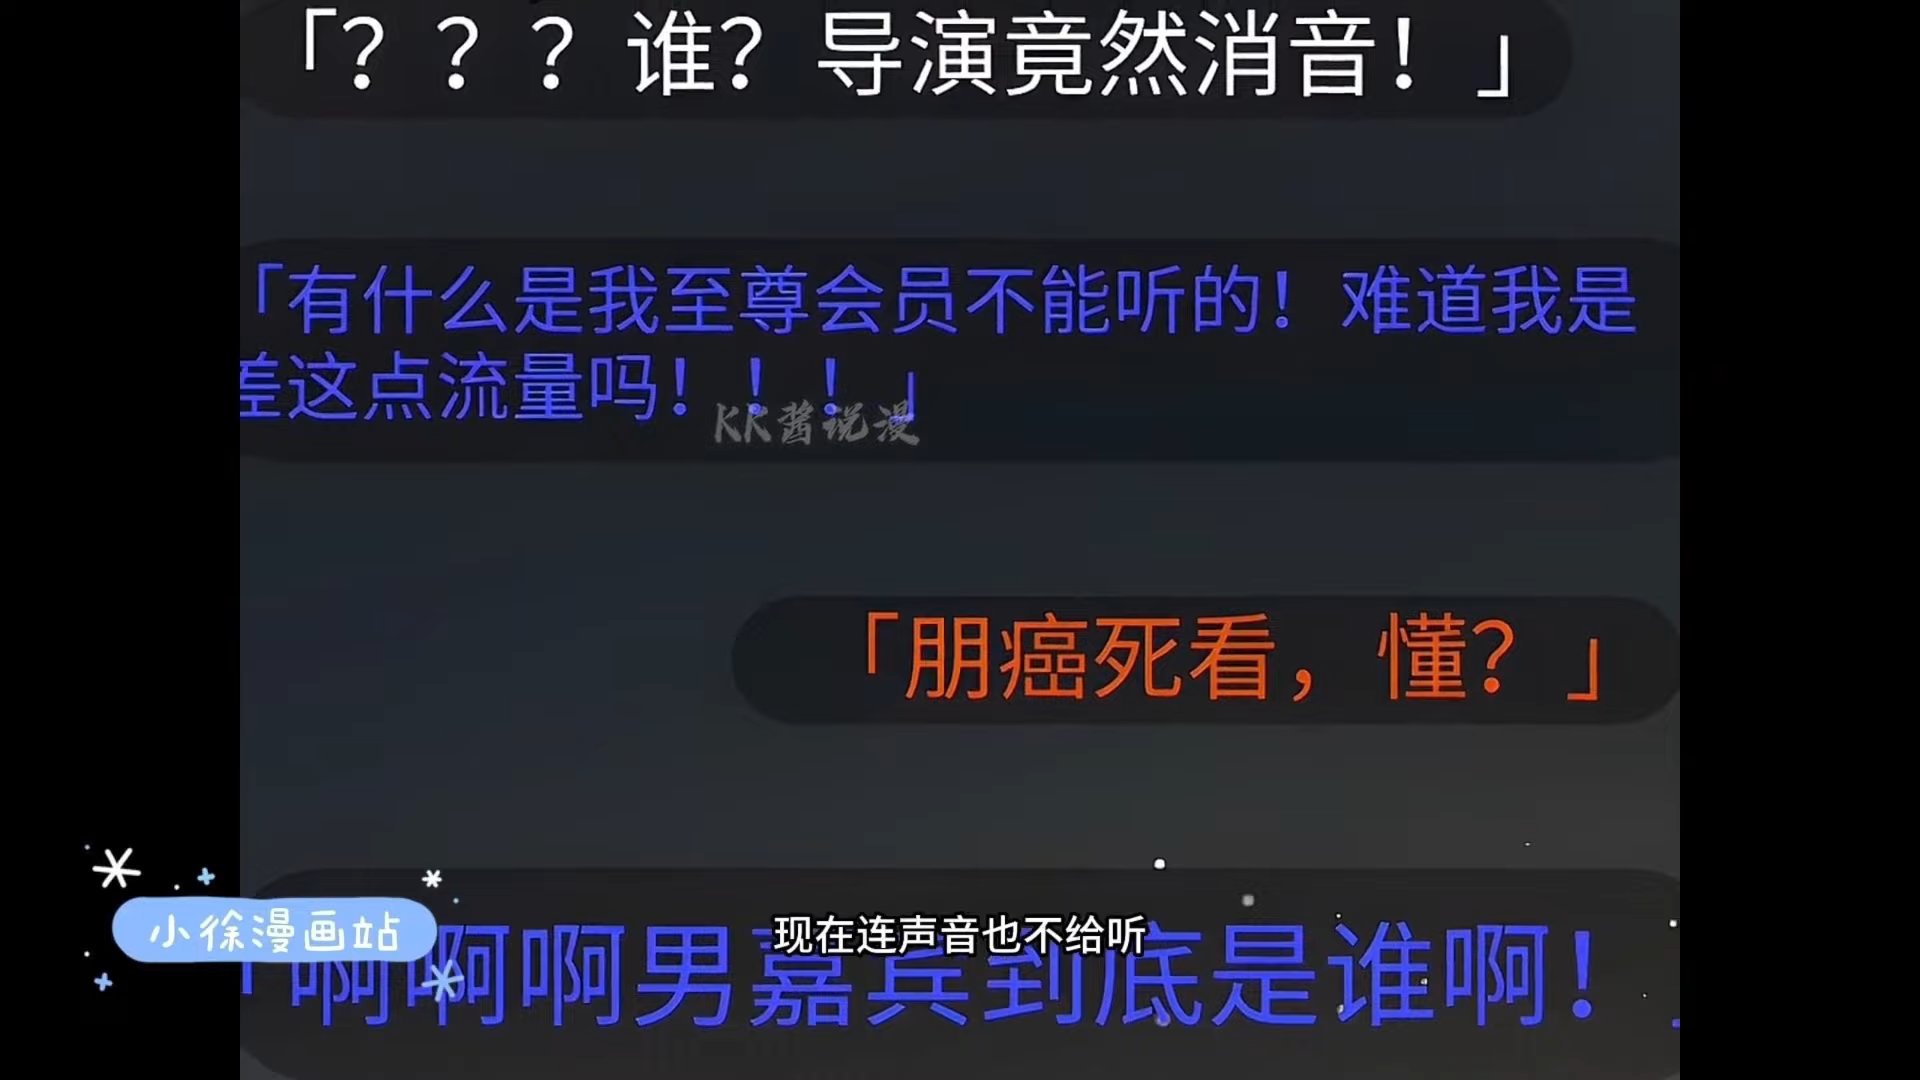 「？？？谁？导演竟然消音！」
「有什么是我至尊会员不能听的！难道我是
差这点流量吗！！！」
KK酱说漫
「朋癌死看，懂？」
小徐漫画站
现在连声音也不给听
「啊啊啊男嘉宾到底是谁啊！」